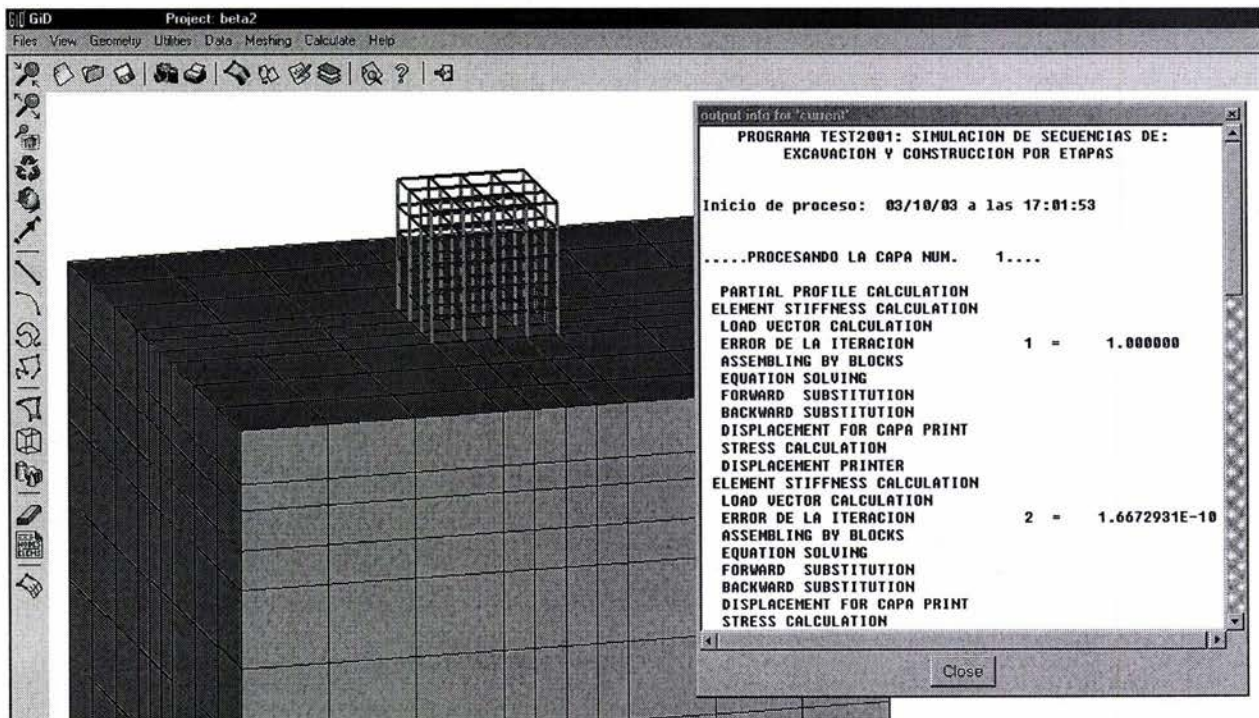 GiD GiD Project: beta2
Files View Geometry Utilities Data Meshing Calculate Help
output info for 'current'
PROGRAMA TEST2001: SIMULACION DE SECUENCIAS DE:
EXCAVACION Y CONSTRUCCION POR ETAPAS
Inicio de proceso: 03/10/03 a las 17:01:53
.....PROCESANDO LA CAPA NUM. 1....
PARTIAL PROFILE CALCULATION
ELEMENT STIFFNESS CALCULATION
LOAD VECTOR CALCULATION
ERROR DE LA ITERACION 1 = 1.000000
ASSEMBLING BY BLOCKS
EQUATION SOLVING
FORWARD SUBSTITUTION
BACKWARD SUBSTITUTION
DISPLACEMENT FOR CAPA PRINT
STRESS CALCULATION
DISPLACEMENT PRINTER
ELEMENT STIFFNESS CALCULATION
LOAD VECTOR CALCULATION
ERROR DE LA ITERACION 2 = 1.6672931E-10
ASSEMBLING BY BLOCKS
EQUATION SOLVING
FORWARD SUBSTITUTION
BACKWARD SUBSTITUTION
DISPLACEMENT FOR CAPA PRINT
STRESS CALCULATION
Close